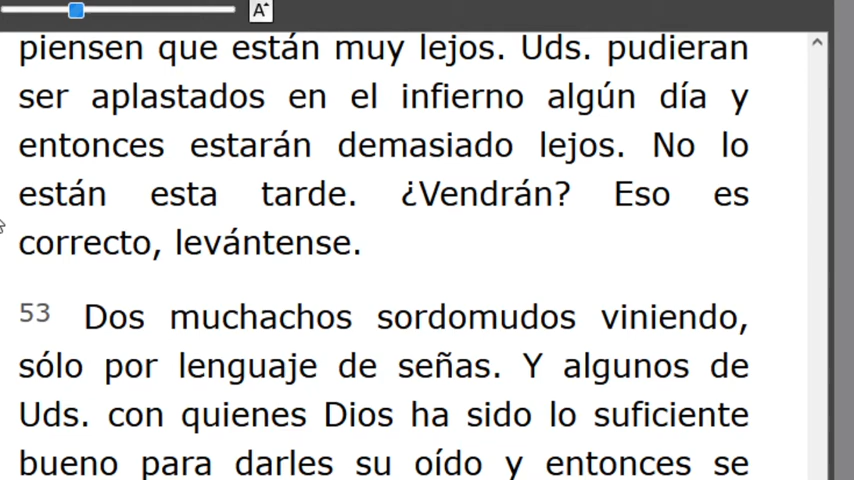 A
piensen que están muy lejos. Uds. pudieran
ser aplastados en el infierno algún día y
entonces estarán demasiado lejos. No lo
están esta tarde. ¿Vendrán? Eso es
correcto, levántense.
53 Dos muchachos sordomudos viniendo,
sólo por lenguaje de señas. Y algunos de
Uds. con quienes Dios ha sido lo suficiente
bueno para darles su oído y entonces se